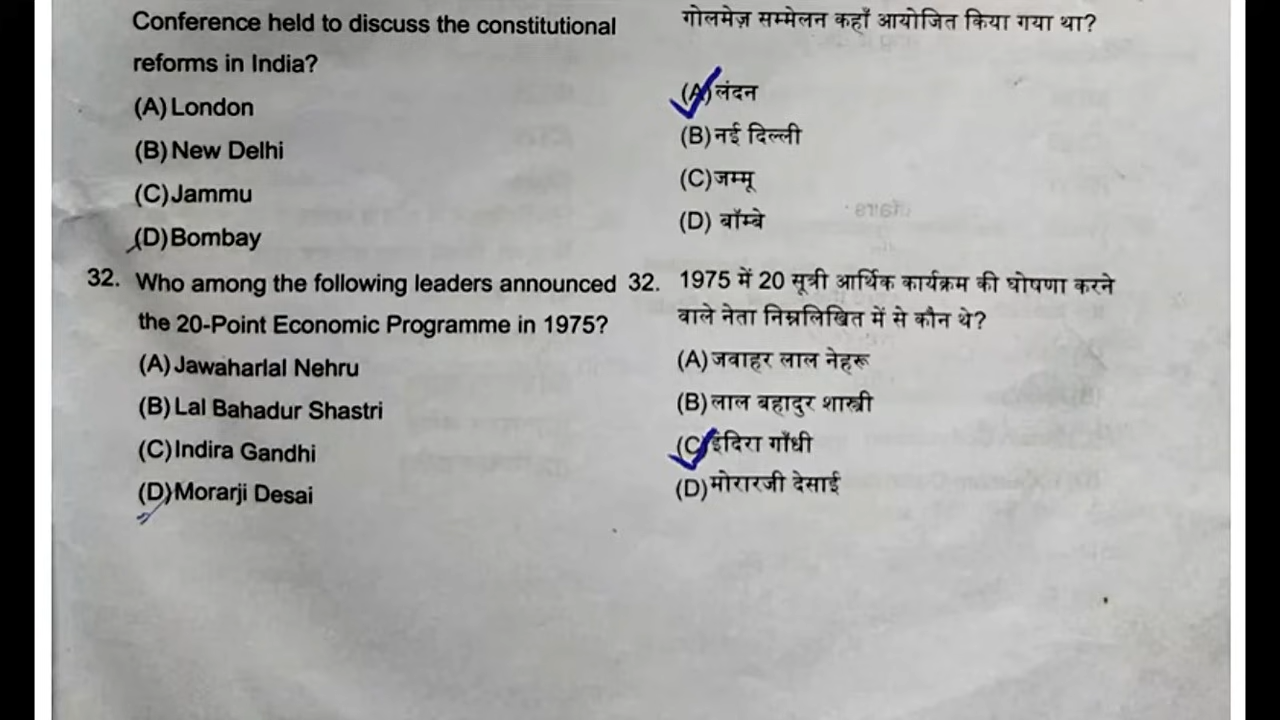 Conference held to discuss the constitutional
reforms in India?
(A) London
(B) New Delhi
(C) Jammu
(D) Bombay
32. Who among the following leaders announced
the 20-Point Economic Programme in 1975?
(A) Jawaharlal Nehru
(B) Lal Bahadur Shastri
(C) Indira Gandhi
(D) Morarji Desai
गोलमेज़ सम्मेलन कहाँ आयोजित किया गया था?
(A) लंदन
(B) नई दिल्ली
(C) जम्मू
(D) बॉम्बे
32. 1975 में 20 सूत्री आर्थिक कार्यक्रम की घोषणा करने
वाले नेता निम्नलिखित में से कौन थे?
(A) जवाहर लाल नेहरू
(B) लाल बहादुर शास्त्री
(C) इंदिरा गाँधी
(D) मोरारजी देसाई